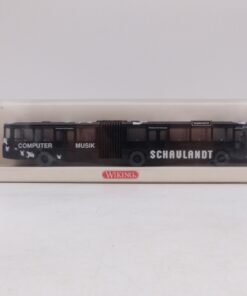 COMPUTER MUSIK SCHAULANDT
WIKING